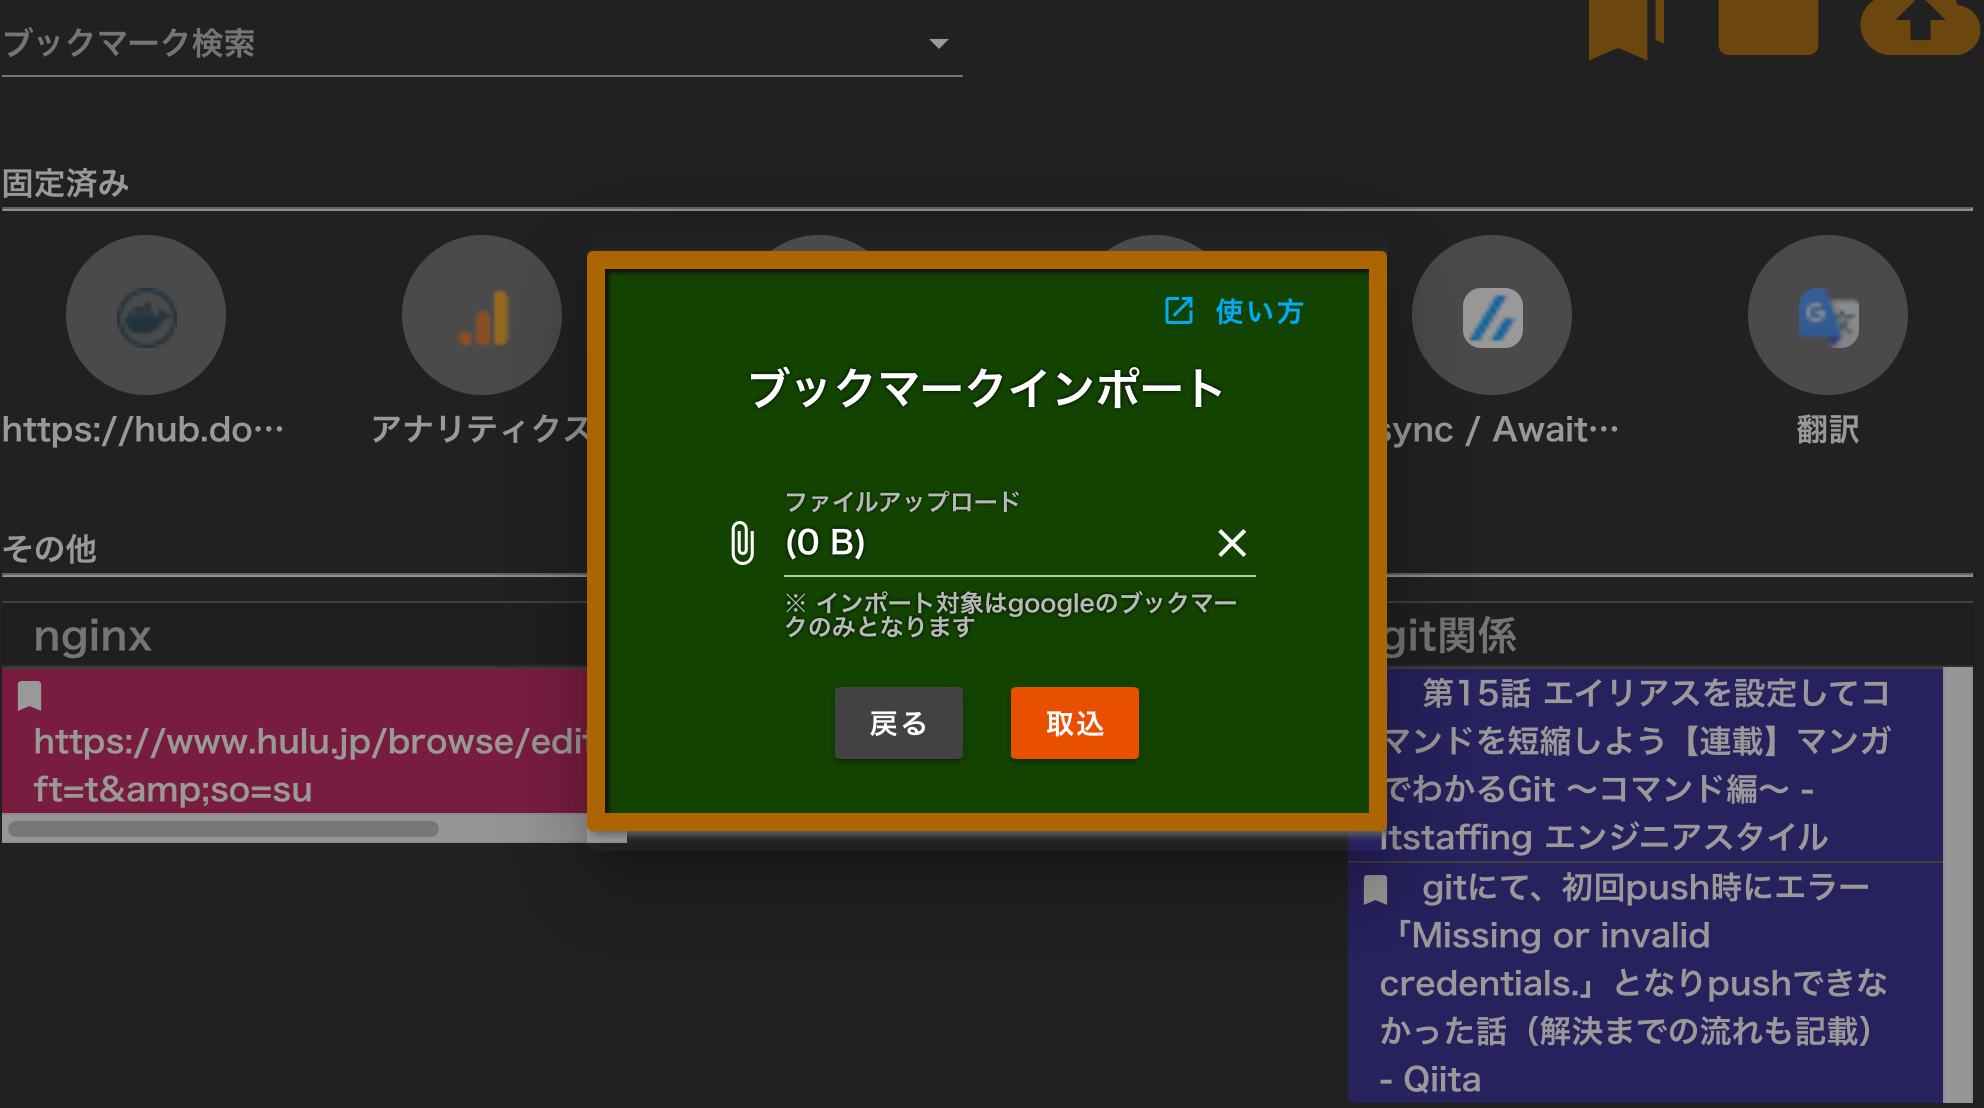 ブックマーク検索
固定済み
https://hub.do…
アナリティクス
sync / Await…
翻訳
その他
nginx
https://www.hulu.jp/browse/edit
ft=t&amp;so=su
使い方
ブックマークインポート
ファイルアップロード
(0 B)
※ インポート対象はgoogleのブックマー
クのみとなります
戻る
取込
git関係
第15話 エイリアスを設定してコ
マンドを短縮しよう【連載】マンガ
でわかるGit 〜コマンド編〜 -
itstaffing エンジニアスタイル
gitにて、初回push時にエラー
「Missing or invalid
credentials.」となりpushできな
かった話（解決までの流れも記載）
- Qiita